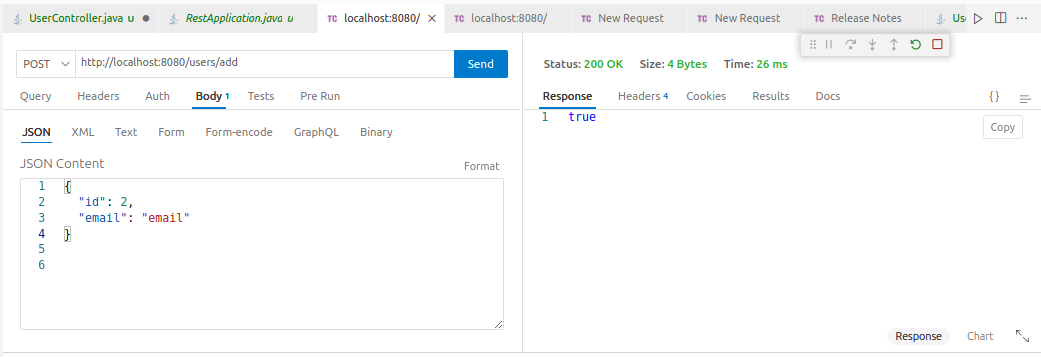 UserController.java U
RestApplication.java U
TC localhost:8080/
TC localhost:8080/
TC New Request
TC New Request
TC Release Notes
Use
POST
http://localhost:8080/users/add
Send
Query Headers Auth Body 1 Tests Pre Run
JSON XML Text Form Form-encode GraphQL Binary
JSON Content
Format
1 {
2 "id": 2,
3 "email": "email"
4 }
5
6
Status: 200 OK Size: 4 Bytes Time: 26 ms
Response Headers 4 Cookies Results Docs {}
1 true
Copy
Response Chart